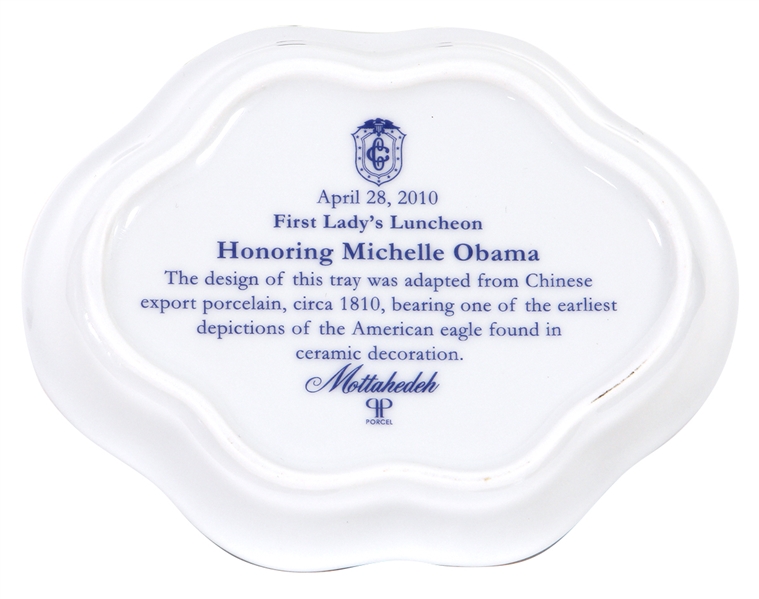 April 28, 2010
First Lady's Luncheon
Honoring Michelle Obama
The design of this tray was adapted from Chinese
export porcelain, circa 1810, bearing one of the earliest
depictions of the American eagle found in
ceramic decoration.
Mottahedeh
PORCEL